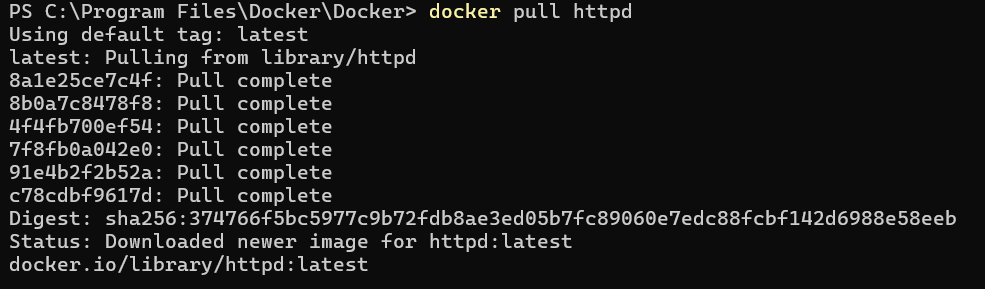 PS C:\Program Files\Docker\Docker> docker pull httpd
Using default tag: latest
latest: Pulling from library/httpd
8a1e25ce7c4f: Pull complete
8b0a7c8478f8: Pull complete
4f4fb700ef54: Pull complete
7f8fb0a042e0: Pull complete
91e4b2f2b52a: Pull complete
c78cdbf9617d: Pull complete
Digest: sha256:374766f5bc5977c9b72fdb8ae3ed05b7fc89060e7edc88fcbf142d6988e58eeb
Status: Downloaded newer image for httpd:latest
docker.io/library/httpd:latest